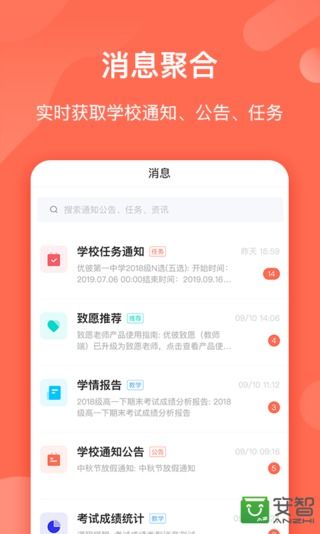 消息聚合
实时获取学校通知、公告、任务
消息
搜索通知公告、任务、资讯
学校任务通知 任务 昨天 15:59
优彼第一中学2018级N选(五选): 开始时间:
2019.07.06 00:00结束时间: 2019.09.16...
14
致愿推荐 推荐 09/10 14:06
致愿老师产品使用指南: 优彼致愿（教师
端）已升级为致愿老师，点击查看产品使...
2
学情报告 教学 09/10 11:12
2018级高一下期末考试成绩分析报告: 2018
级高一下期末考试成绩分析报告
3
学校通知公告 公告 09/10 09:16
中秋节放假通知: 中秋节放假通知
5
考试成绩统计 教学
安智
ANZHI
AZ